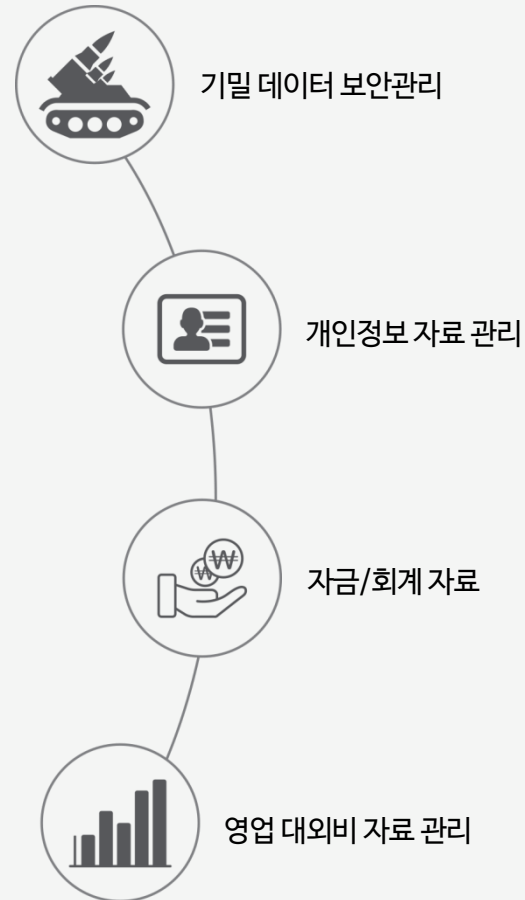 기밀 데이터 보안관리
개인정보 자료 관리
₩ ₩
자금/회계 자료
영업 대외비 자료 관리